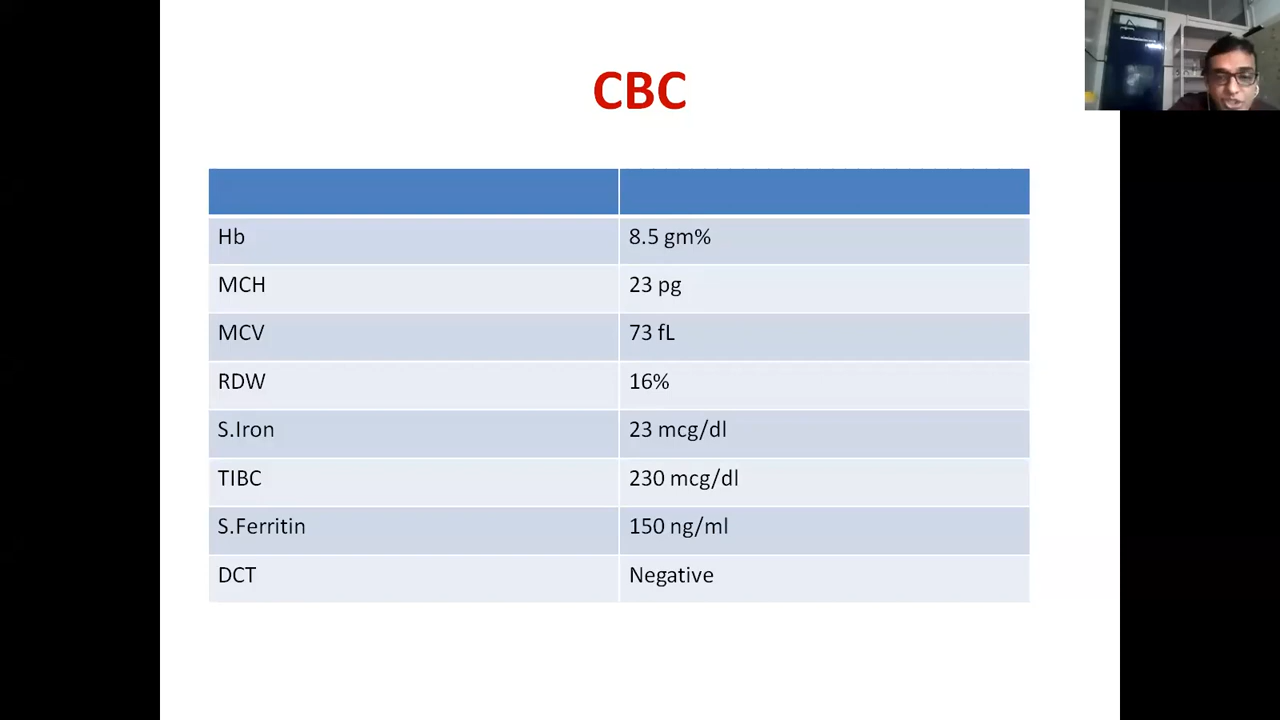 CBC
Hb 8.5 gm%
MCH 23 pg
MCV 73 fL
RDW 16%
S.Iron 23 mcg/dl
TIBC 230 mcg/dl
S.Ferritin 150 ng/ml
DCT Negative